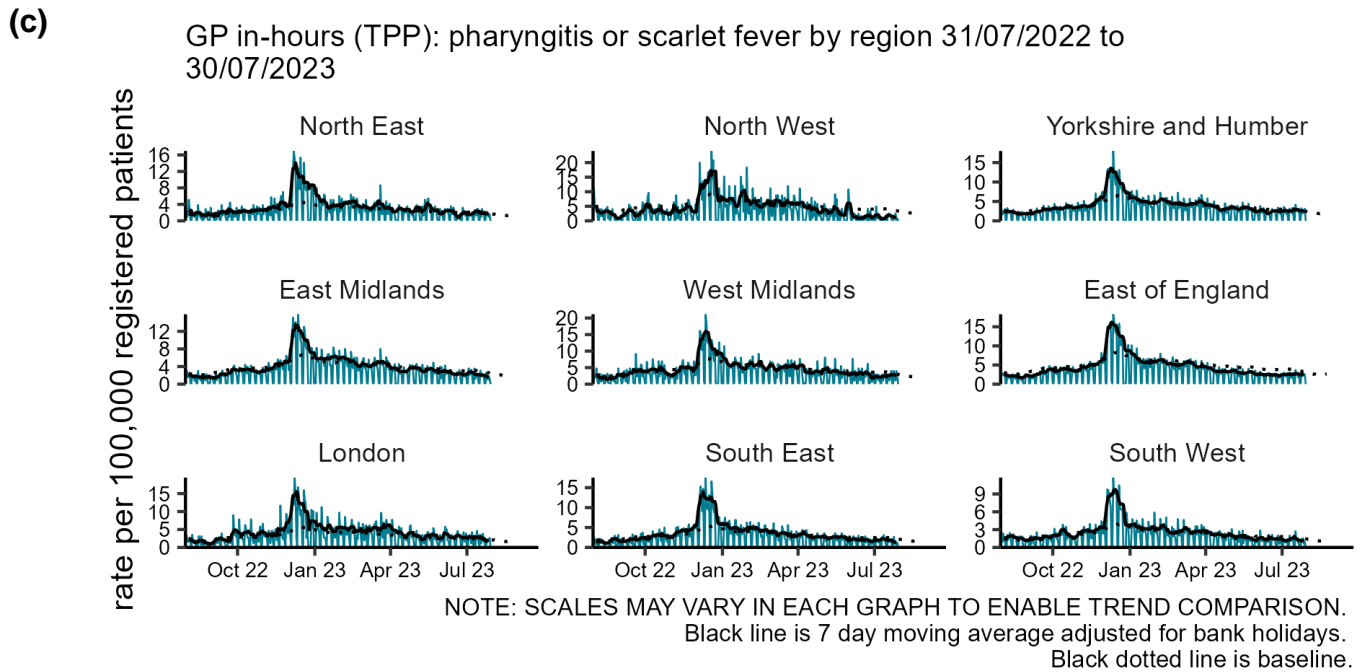 (c)
GP in-hours (TPP): pharyngitis or scarlet fever by region 31/07/2022 to
30/07/2023
rate per 100,000 registered patients
North East
16
12
8
4
0
North West
20
15
10
5
0
Yorkshire and Humber
15
10
5
0
East Midlands
12
8
4
0
West Midlands
20
15
10
5
0
East of England
15
10
5
0
London
15
10
5
0
South East
15
10
5
0
South West
9
6
3
0
Oct 22 Jan 23 Apr 23 Jul 23
Oct 22 Jan 23 Apr 23 Jul 23
Oct 22 Jan 23 Apr 23 Jul 23
NOTE: SCALES MAY VARY IN EACH GRAPH TO ENABLE TREND COMPARISON.
Black line is 7 day moving average adjusted for bank holidays.
Black dotted line is baseline.